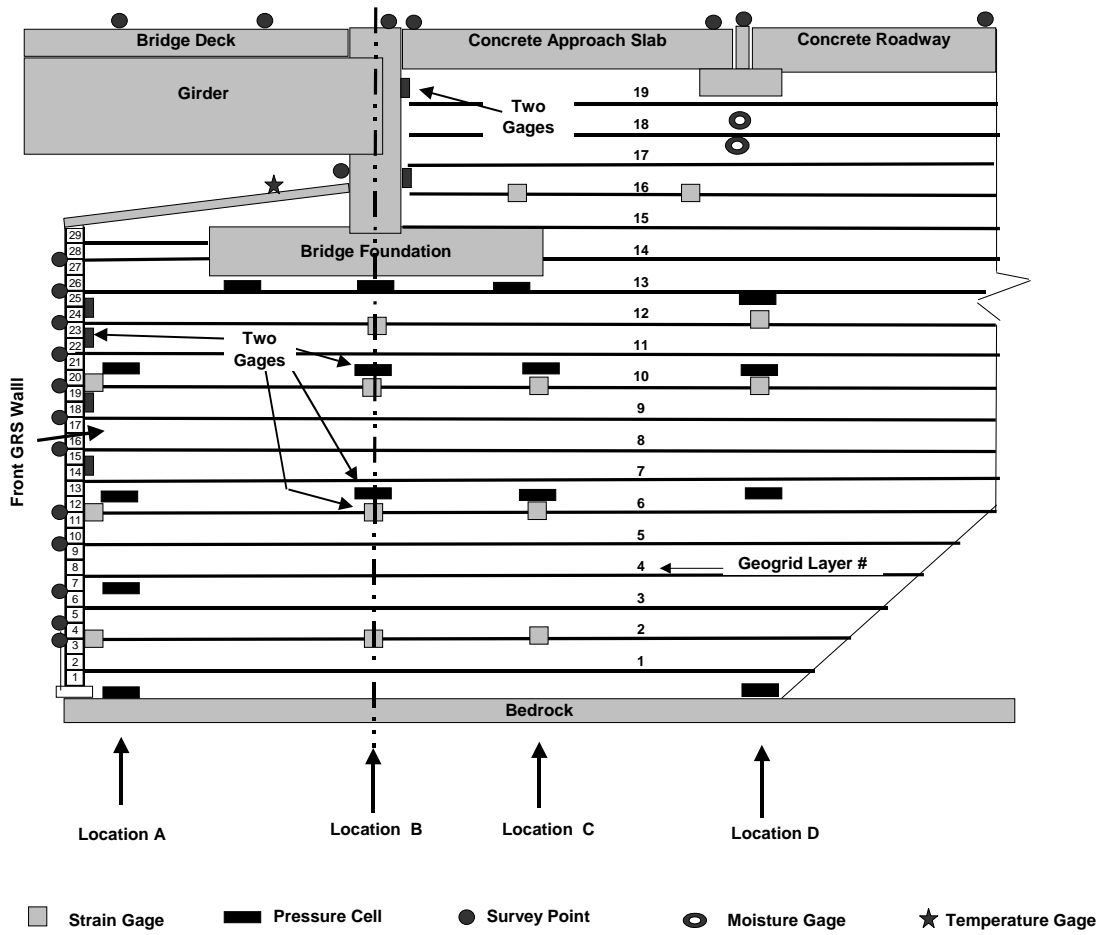 Bridge Deck
Concrete Approach Slab
Concrete Roadway
Girder
19
Two
Gages
18
17
16
15
29
28
27
Bridge Foundation
14
26
13
25
24
12
23
22
Two
Gages
11
21
20
10
19
18
9
17
16
8
15
14
7
13
12
6
11
10
5
9
8
4
Geogrid Layer #
7
6
3
5
4
2
3
2
1
1
Front GRS Walll
Bedrock
Location A
Location B
Location C
Location D
Strain Gage
Pressure Cell
Survey Point
Moisture Gage
Temperature Gage